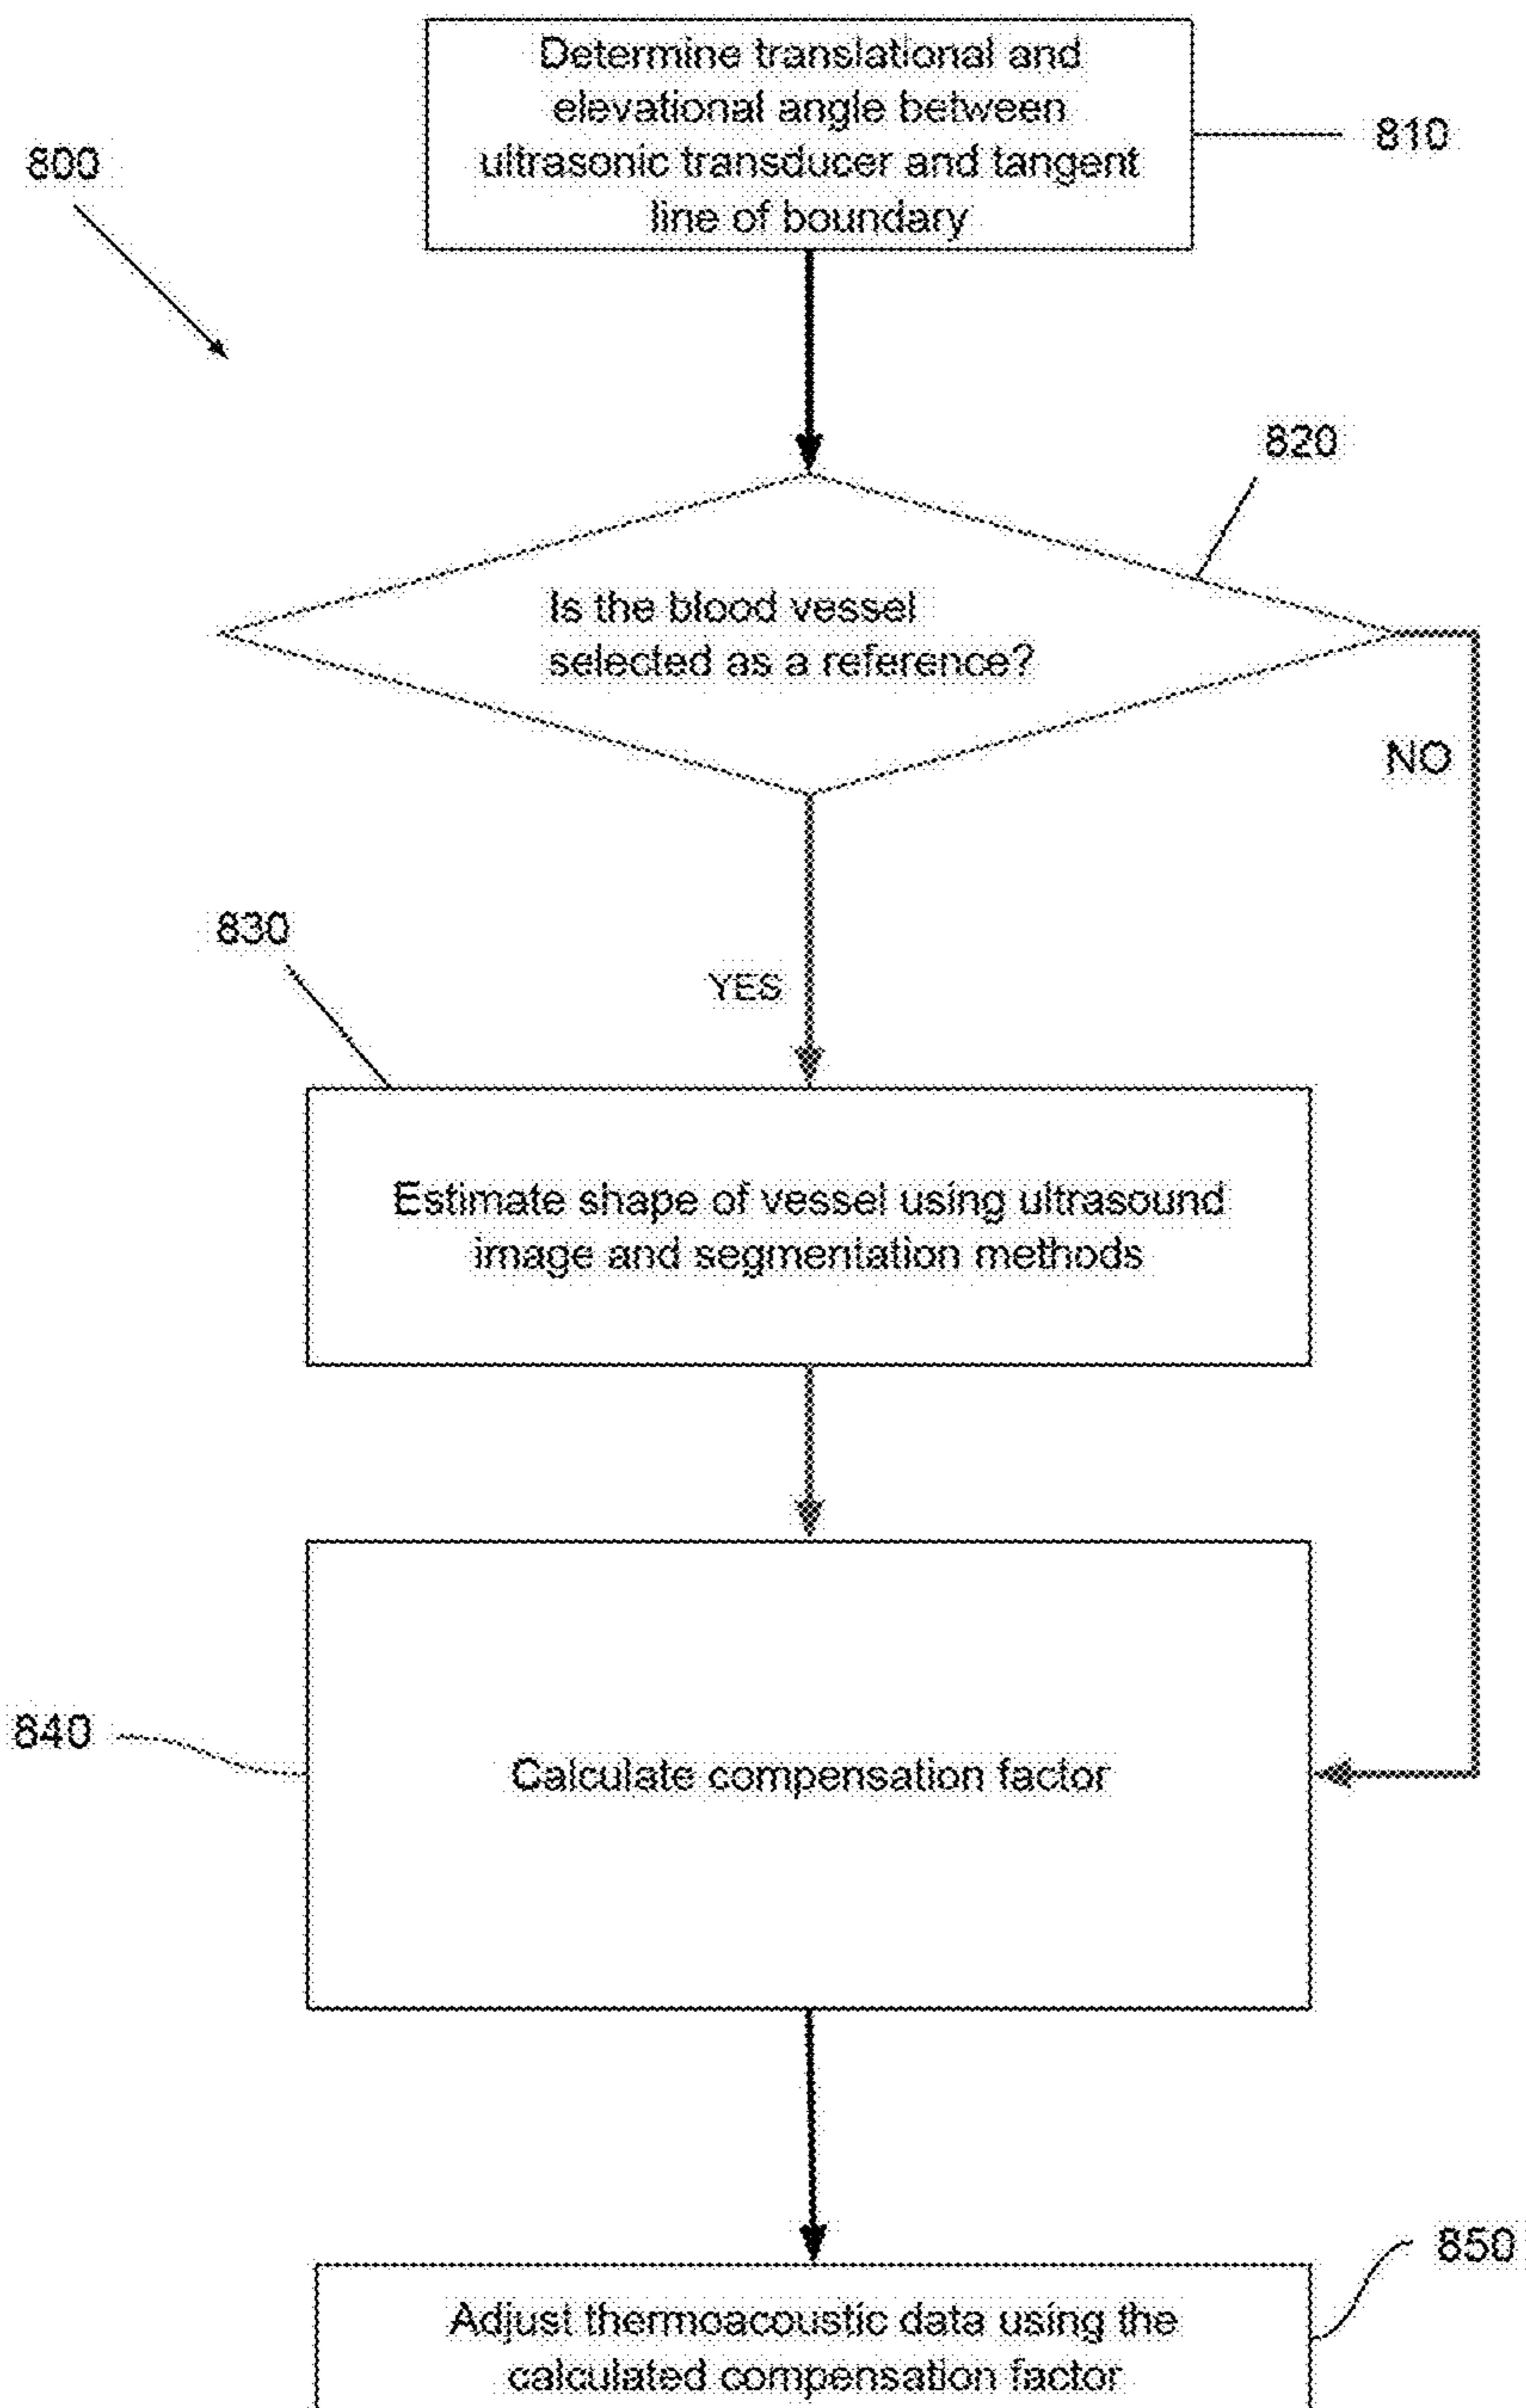 Determine translational and
elevational angle between
ultrasonic transducer and tangent
line of boundary
810
800
820
Is the blood vessel
selected as a reference?
NO
830
YES
Estimate shape of vessel using ultrasound
image and segmentation methods
840
Calculate compensation factor
850
Adjust thermoacoustic data using the
calculated compensation factor